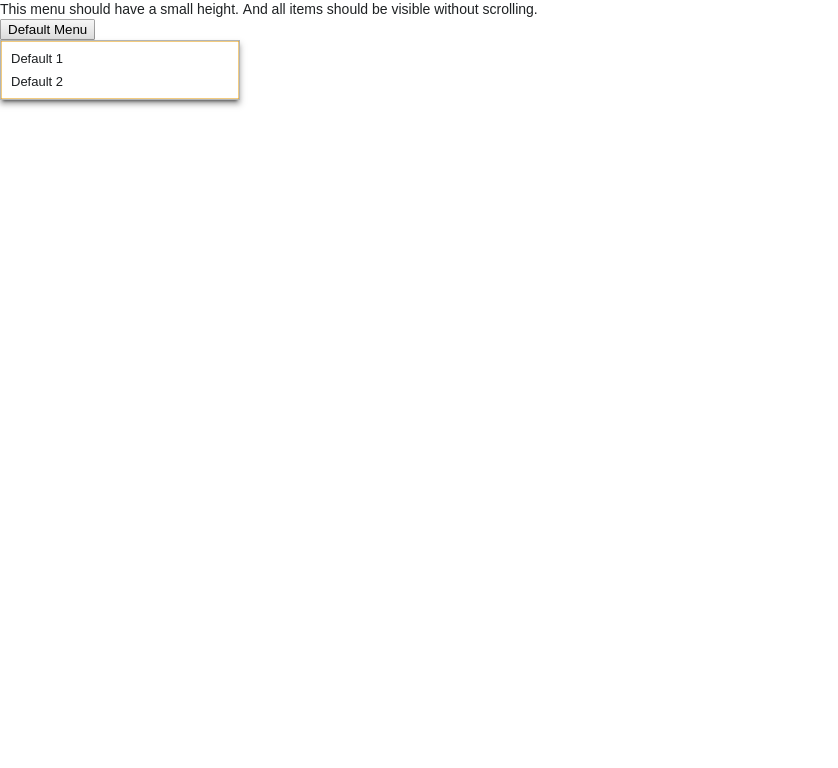 This menu should have a small height. And all items should be visible without scrolling.
Default Menu
Default 1
Default 2